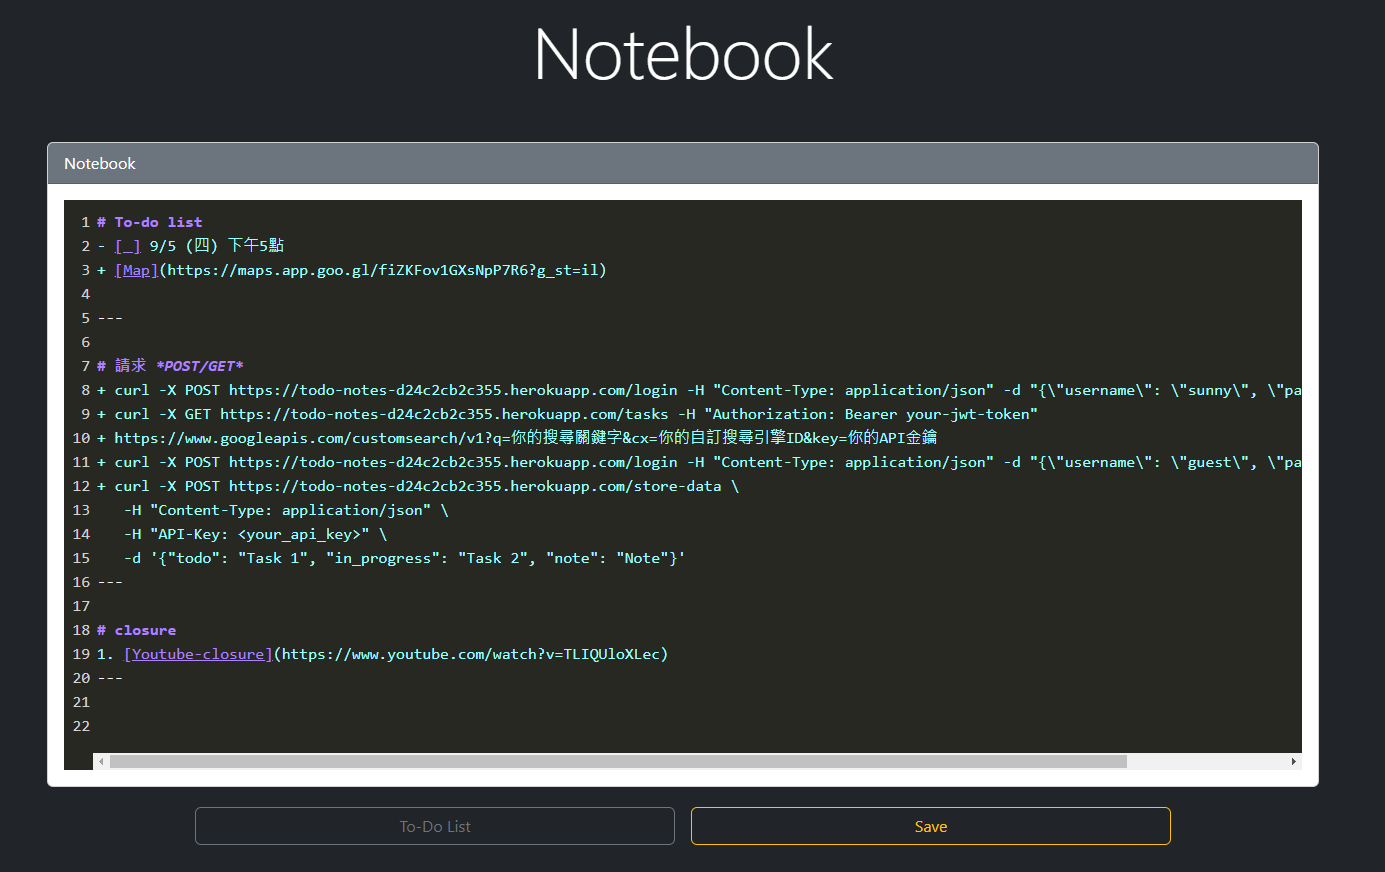 Notebook
Notebook
1 # To-do list
2 - [_] 9/5 (四) 下午5點
3 + [Map](https://maps.app.goo.gl/fiZKFov1GXsNpP7R6?g_st=il)
4
5 ---
6
7 # 請求 *POST/GET*
8 + curl -X POST https://todo-notes-d24c2cb2c355.herokuapp.com/login -H "Content-Type: application/json" -d "{\"username\": \"sunny\", \"pa
9 + curl -X GET https://todo-notes-d24c2cb2c355.herokuapp.com/tasks -H "Authorization: Bearer your-jwt-token"
10 + https://www.googleapis.com/customsearch/v1?q=你的搜尋關鍵字&cx=你的自訂搜尋引擎ID&key=你的API金鑰
11 + curl -X POST https://todo-notes-d24c2cb2c355.herokuapp.com/login -H "Content-Type: application/json" -d "{\"username\": \"guest\", \"pa
12 + curl -X POST https://todo-notes-d24c2cb2c355.herokuapp.com/store-data \
13 -H "Content-Type: application/json" \
14 -H "API-Key: <your_api_key>" \
15 -d '{"todo": "Task 1", "in_progress": "Task 2", "note": "Note"}'
16 ---
17
18 # closure
19 1. [Youtube-closure](https://www.youtube.com/watch?v=TLIQUloXLec)
20 ---
21
22
To-Do List
Save